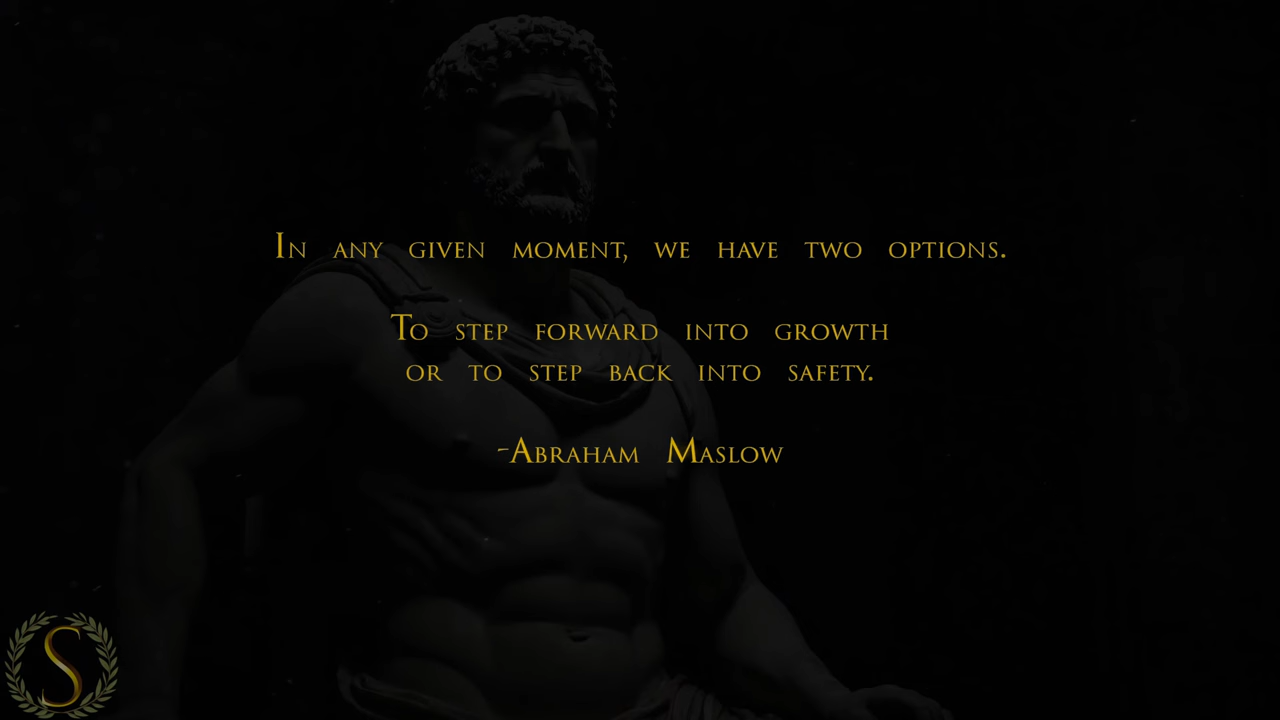 In any given moment, we have two options.
To step forward into growth
or to step back into safety.
-Abraham Maslow
S